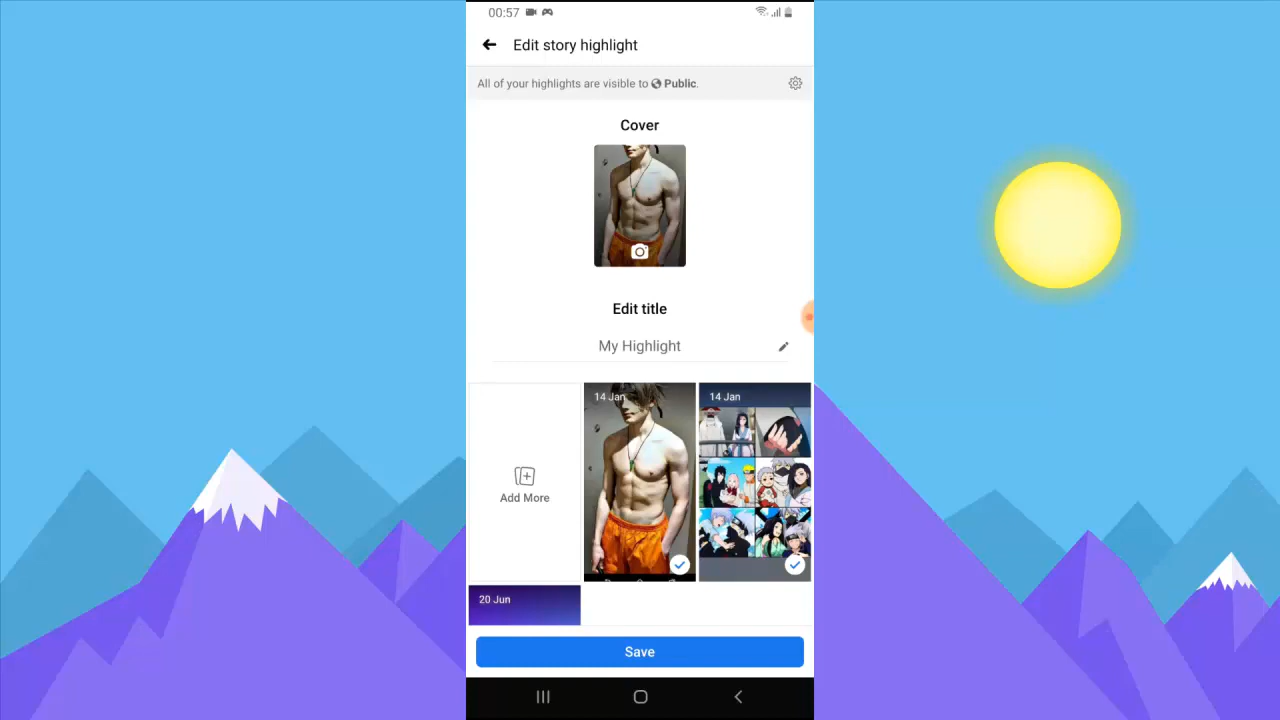 00:57
Edit story highlight
All of your highlights are visible to Public.
Cover
Edit title
My Highlight
14 Jan
14 Jan
Add More
20 Jun
Save